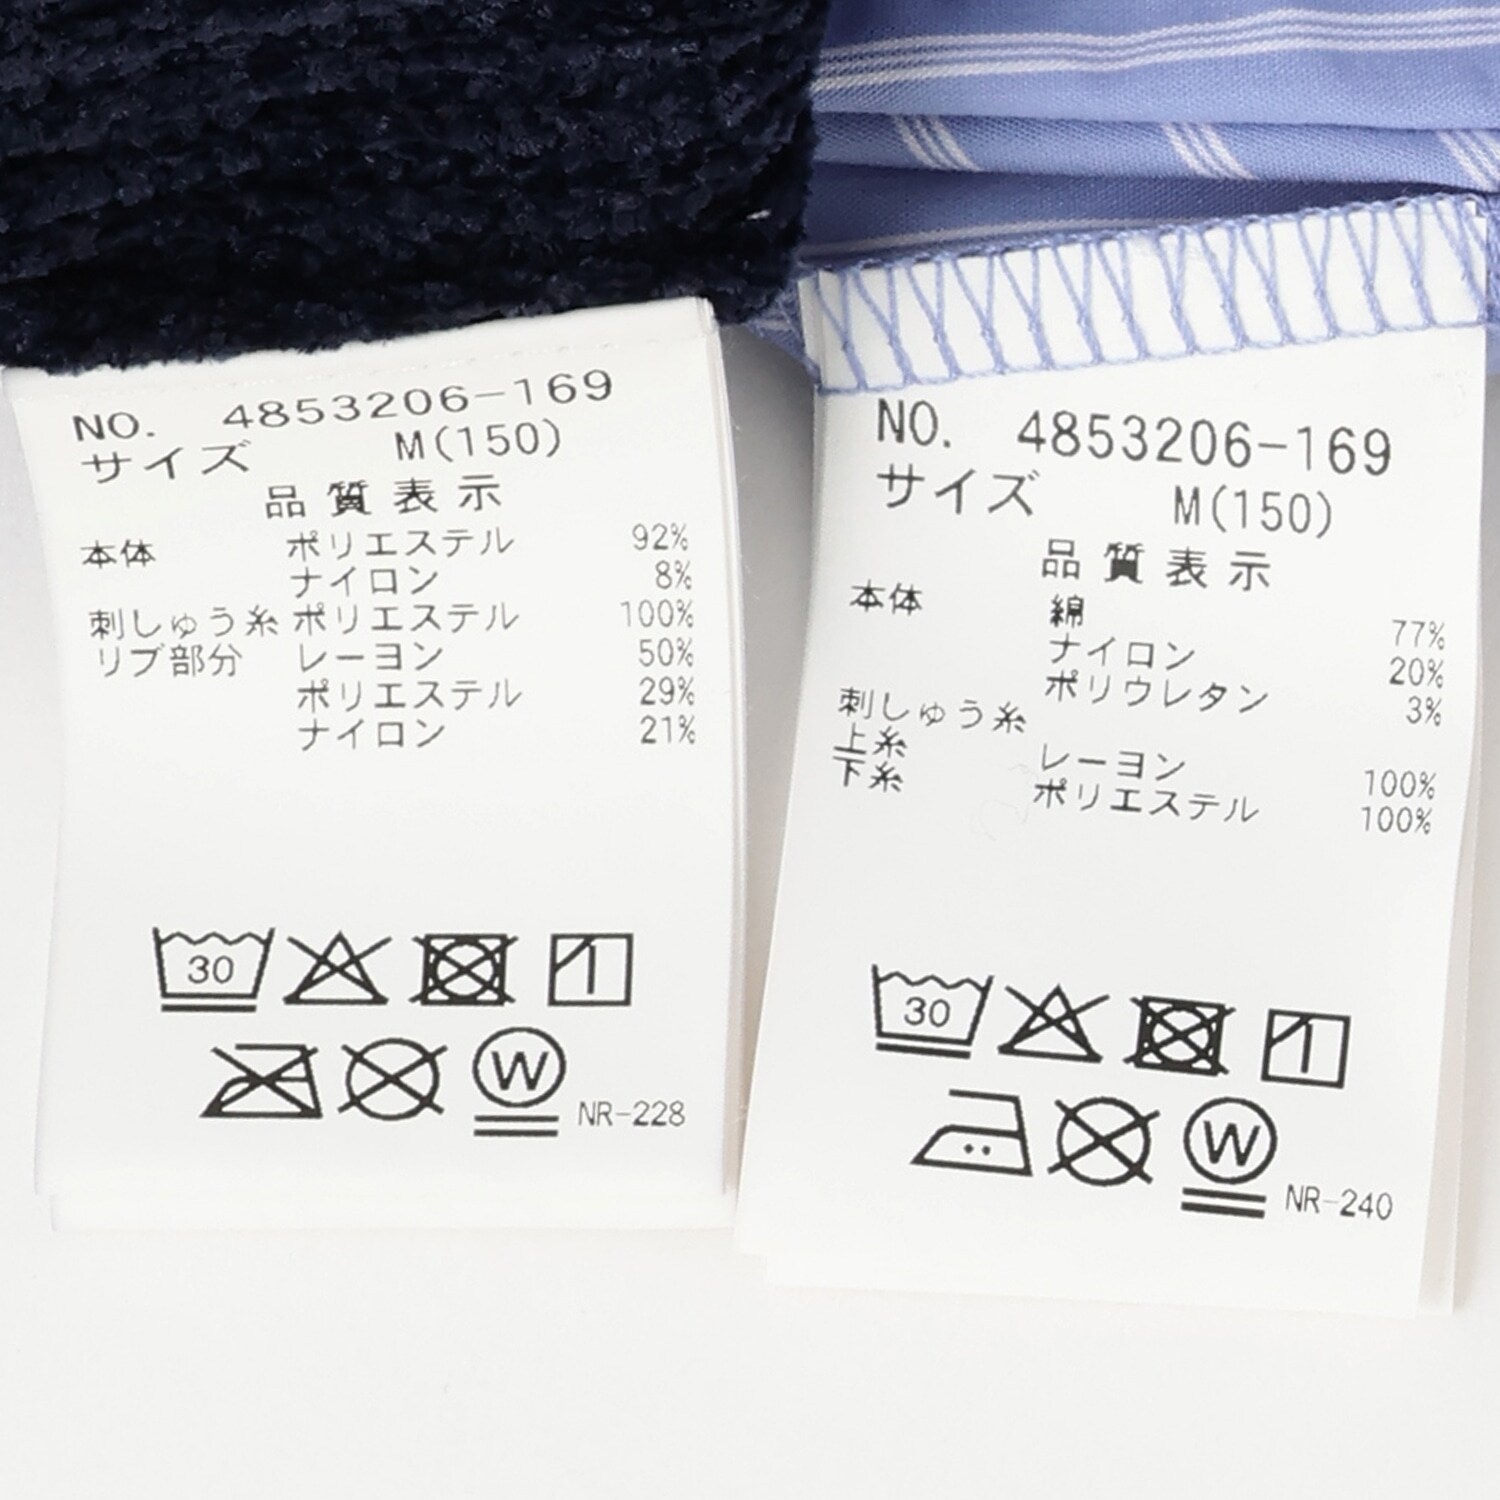 NO. 4853206-169
サイズ M(150)
品質表示
本体 ポリエステル 92%
ナイロン 8%
刺しゅう糸 ポリエステル 100%
リブ部分 レーヨン 50%
ポリエステル 29%
ナイロン 21%
30
W NR-228
NO. 4853206-169
サイズ M(150)
品質表示
本体 綿 77%
ナイロン 20%
ポリウレタン 3%
刺しゅう糸
上糸 レーヨン 100%
下糸 ポリエステル 100%
30
W NR-240